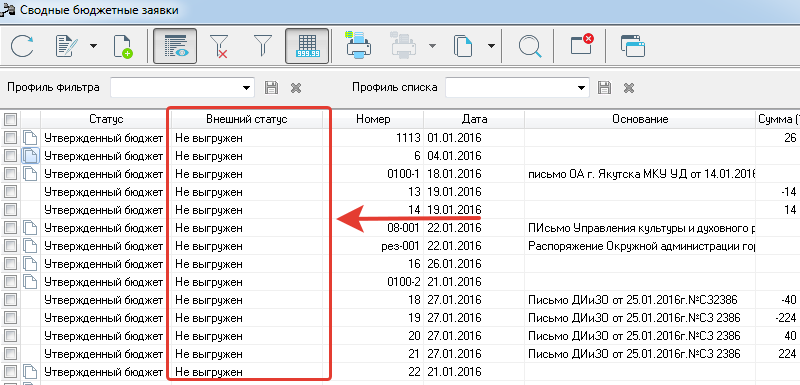 Сводные бюджетные заявки
Профиль фильтра Профиль списка
Статус Внешний статус Номер Дата Основание Сумма (
Утвержденный бюджет Не выгружен 1113 01.01.2016 26
Утвержденный бюджет Не выгружен 6 04.01.2016
Утвержденный бюджет Не выгружен 0100-1 18.01.2016 письмо ОА г. Якутска МКУ УД от 14.01.2016
Утвержденный бюджет Не выгружен 13 19.01.2016 -14
Утвержденный бюджет Не выгружен 14 19.01.2016 14
Утвержденный бюджет Не выгружен 08-001 22.01.2016 ПИсьмо Управления культуры и духовного р
Утвержденный бюджет Не выгружен рез-001 22.01.2016 Распоряжение Окружной администрации гор
Утвержденный бюджет Не выгружен 16 26.01.2016
Утвержденный бюджет Не выгружен 0100-2 21.01.2016
Утвержденный бюджет Не выгружен 18 27.01.2016 Письмо ДИиЗО от 25.01.2016г.№СЗ2386 -40
Утвержденный бюджет Не выгружен 19 27.01.2016 Письмо ДИиЗО от 25.01.2016г.№СЗ 2386 -224
Утвержденный бюджет Не выгружен 20 27.01.2016 Письмо ДИиЗО от 25.01.2016г.№СЗ 2386 40
Утвержденный бюджет Не выгружен 21 27.01.2016 Письмо ДИиЗО от 25.01.2016г.№СЗ 2386 224
Утвержденный бюджет Не выгружен 22 21.01.2016